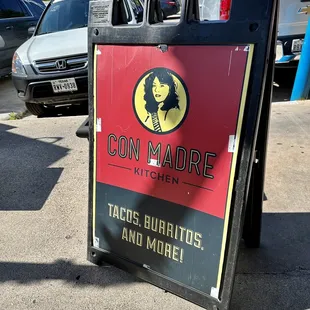 CON MADRE
KITCHEN
TACOS, BURRITOS,
AND MORE!